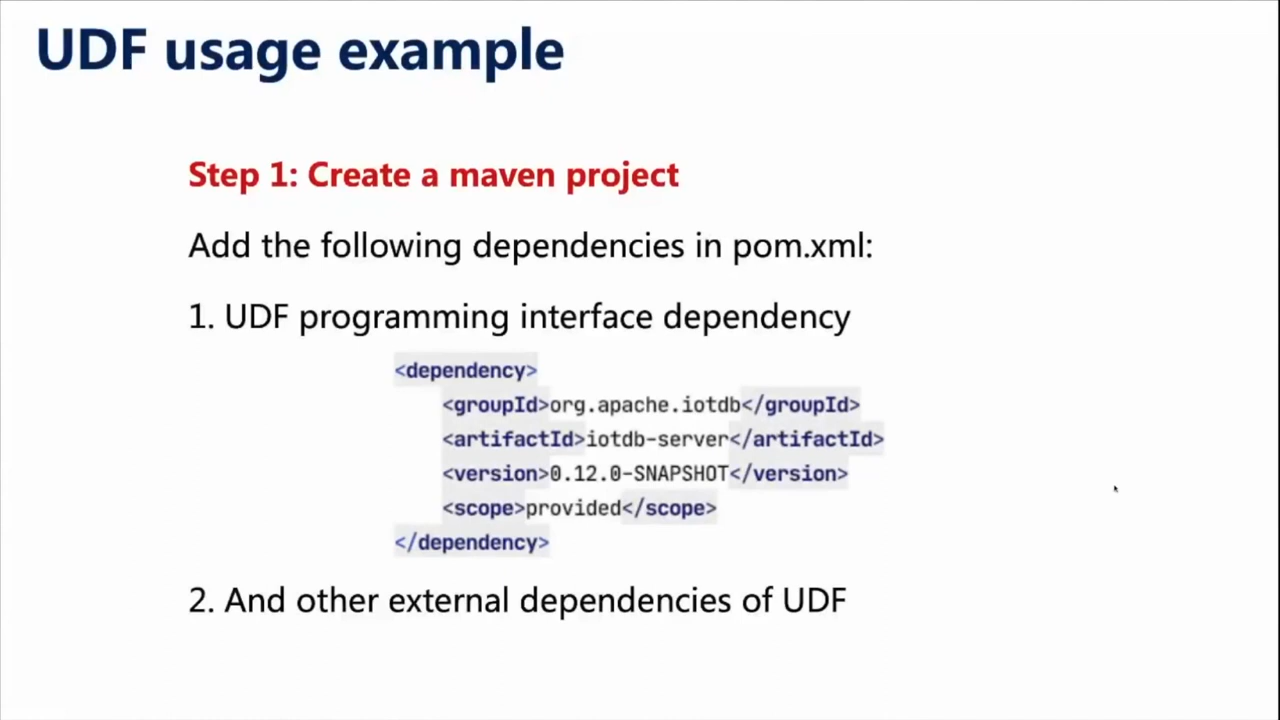 UDF usage example
Step 1: Create a maven project
Add the following dependencies in pom.xml:
1. UDF programming interface dependency
<dependency>
<groupId>org.apache.iotdb</groupId>
<artifactId>iotdb-server</artifactId>
<version>0.12.0-SNAPSHOT</version>
<scope>provided</scope>
</dependency>
2. And other external dependencies of UDF